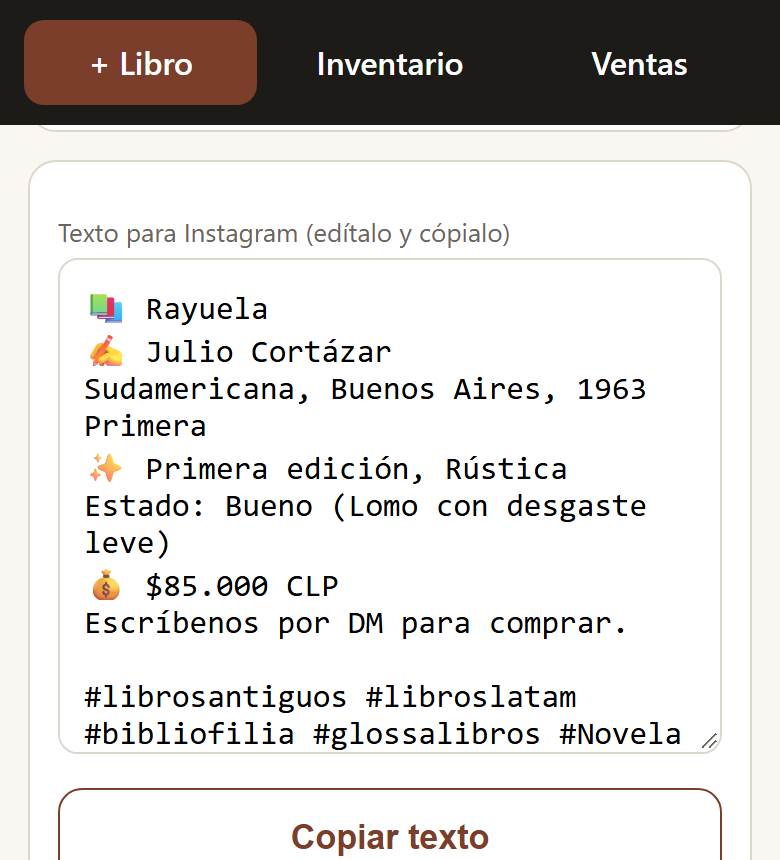 + Libro
Inventario
Ventas
Texto para Instagram (edítalo y cópialo)
📚 Rayuela
✍️ Julio Cortázar
Sudamericana, Buenos Aires, 1963
Primera
✨ Primera edición, Rústica
Estado: Bueno (Lomo con desgaste
leve)
💰 $85.000 CLP
Escríbenos por DM para comprar.
#librosantiguos #libroslatam
#bibliofilia #glossalibros #Novela
Copiar texto